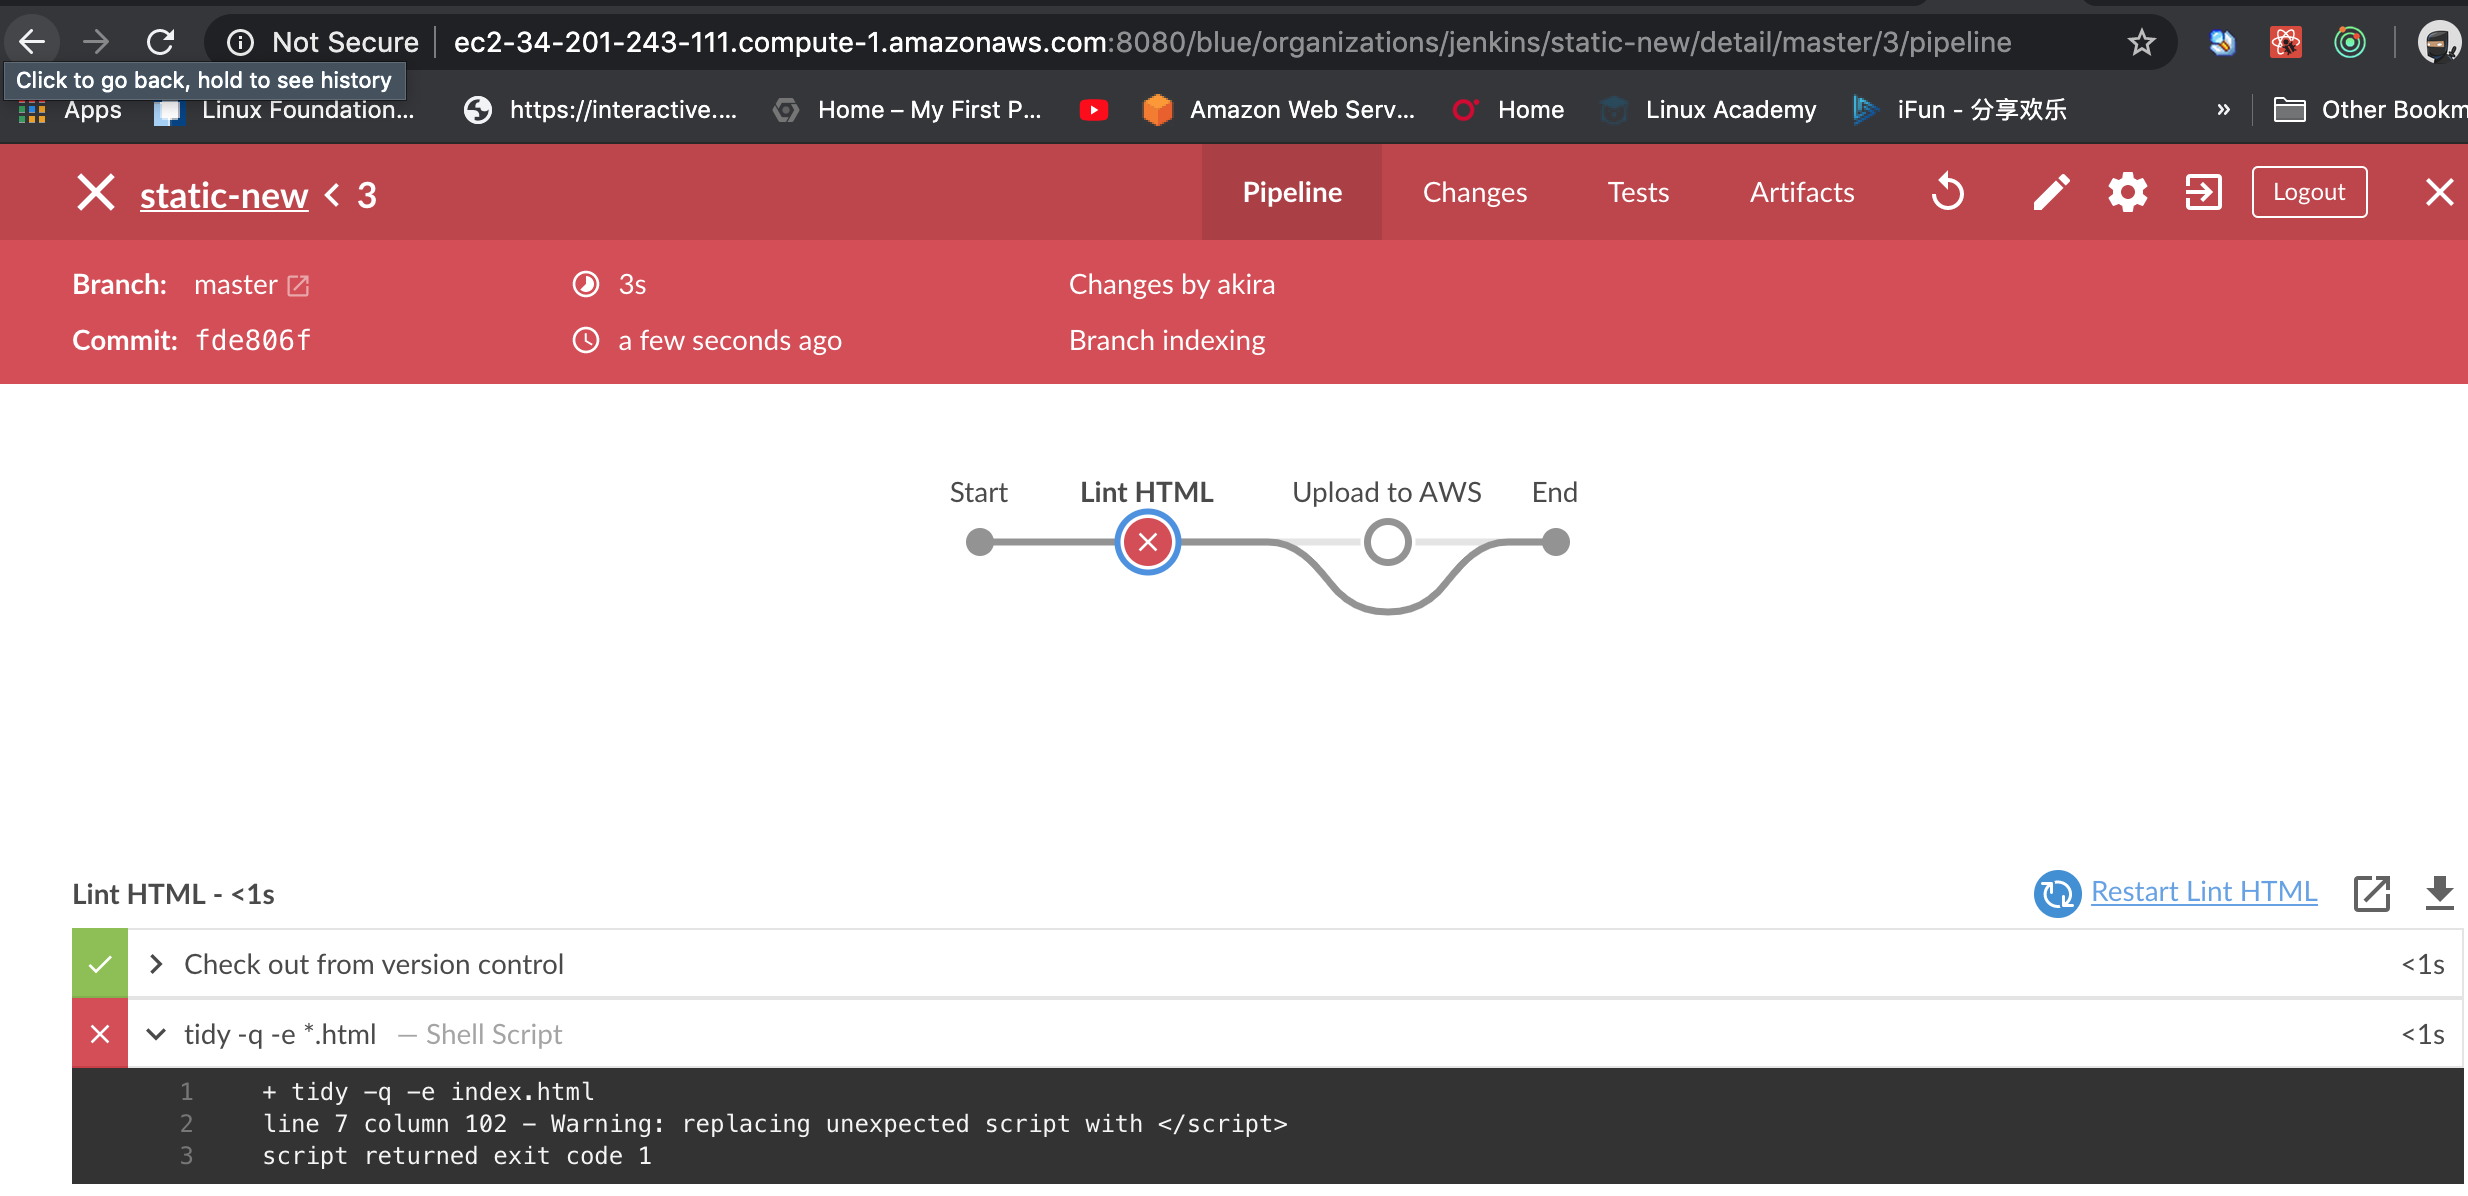 Not Secure ec2-34-201-243-111.compute-1.amazonaws.com:8080/blue/organizations/jenkins/static-new/detail/master/3/pipeline
Click to go back, hold to see history
Apps Linux Foundation... https://interactive.... Home – My First P... Amazon Web Serv... Home Linux Academy iFun - 分享欢乐 » Other Bookm
static-new < 3 Pipeline Changes Tests Artifacts Logout
Branch: master 3s Changes by akira
Commit: fde806f a few seconds ago Branch indexing
Start Lint HTML Upload to AWS End
Lint HTML - <1s Restart Lint HTML
Check out from version control <1s
tidy -q -e *.html — Shell Script <1s
1 + tidy -q -e index.html
2 line 7 column 102 - Warning: replacing unexpected script with </script>
3 script returned exit code 1